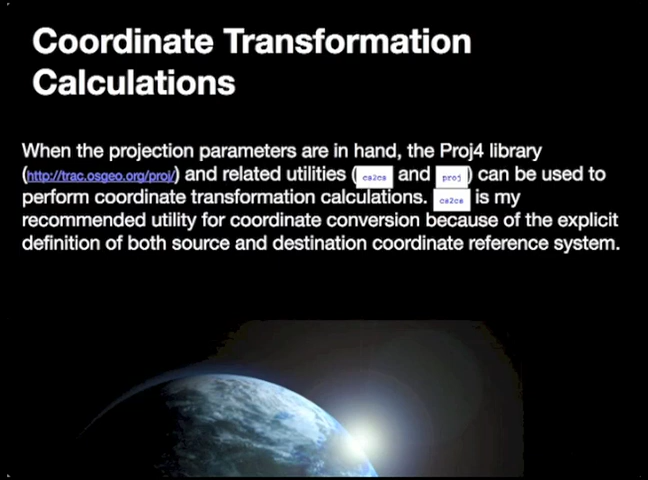 Coordinate Transformation
Calculations
When the projection parameters are in hand, the Proj4 library
(http://trac.osgeo.org/proj/) and related utilities (cs2cs and proj) can be used to
perform coordinate transformation calculations. cs2cs is my
recommended utility for coordinate conversion because of the explicit
definition of both source and destination coordinate reference system.